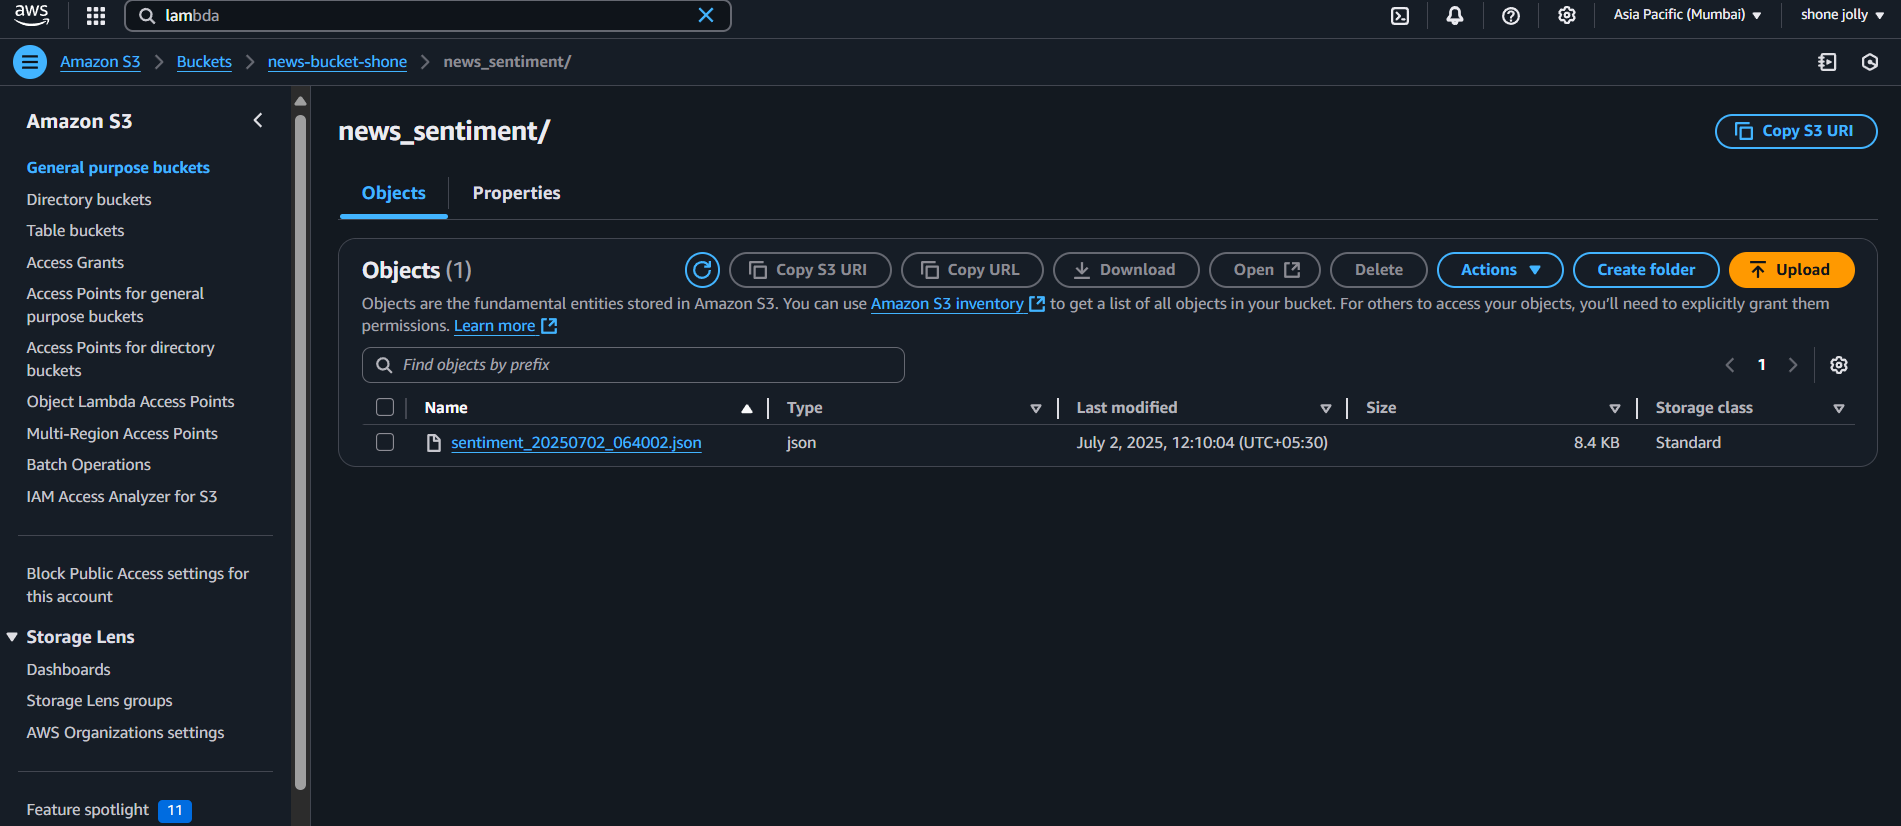 aws
lambda
Asia Pacific (Mumbai)
shone jolly
Amazon S3
Buckets
news-bucket-shone
news_sentiment/
Amazon S3
General purpose buckets
Directory buckets
Table buckets
Access Grants
Access Points for general
purpose buckets
Access Points for directory
buckets
Object Lambda Access Points
Multi-Region Access Points
Batch Operations
IAM Access Analyzer for S3
Block Public Access settings for
this account
Storage Lens
Dashboards
Storage Lens groups
AWS Organizations settings
Feature spotlight 11
news_sentiment/
Copy S3 URI
Objects
Properties
Objects (1)
Copy S3 URI
Copy URL
Download
Open
Delete
Actions
Create folder
Upload
Objects are the fundamental entities stored in Amazon S3. You can use Amazon S3 inventory to get a list of all objects in your bucket. For others to access your objects, you'll need to explicitly grant them
permissions. Learn more
Find objects by prefix
1
Name
Type
Last modified
Size
Storage class
sentiment_20250702_064002.json
json
July 2, 2025, 12:10:04 (UTC+05:30)
8.4 KB
Standard